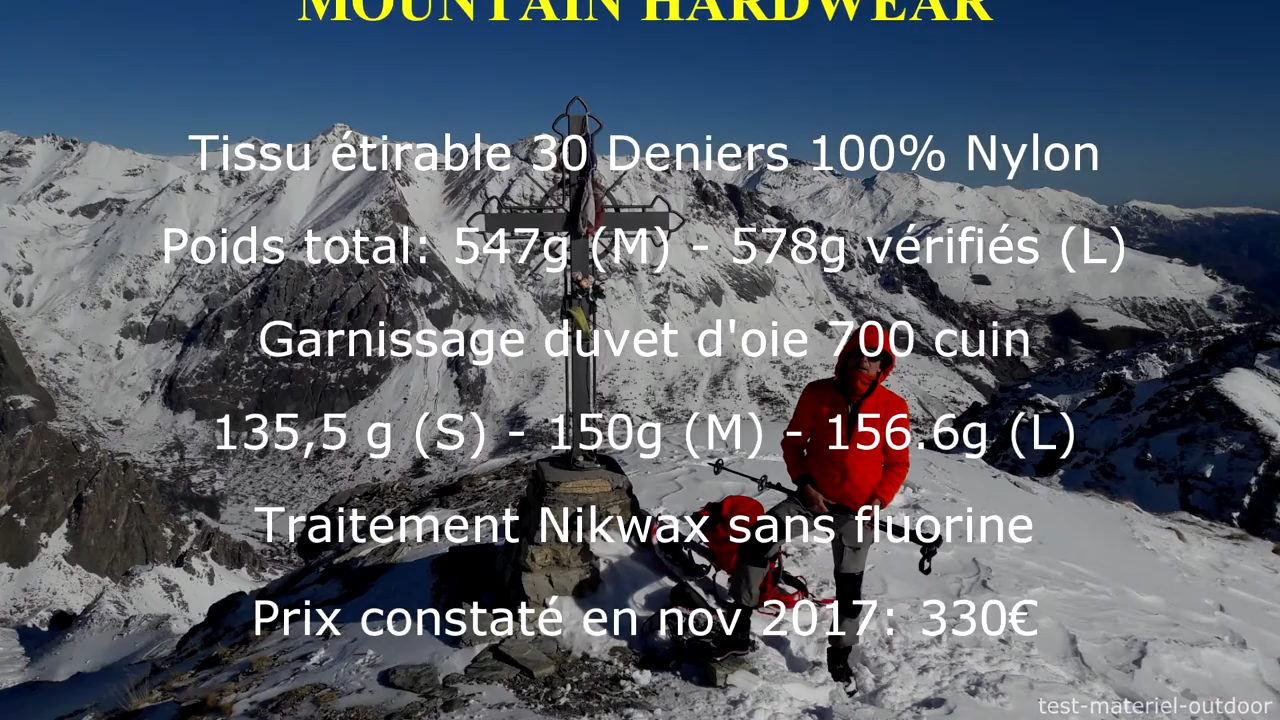 MOUNTAIN HARDWEAR
Tissu étirable 30 Deniers 100% Nylon
Poids total: 547g (M) - 578g vérifiés (L)
Garnissage duvet d'oie 700 cuin
135,5 g (S) - 150g (M) - 156.6g (L)
Traitement Nikwax sans fluorine
Prix constaté en nov 2017: 330€
test-materiel-outdoor